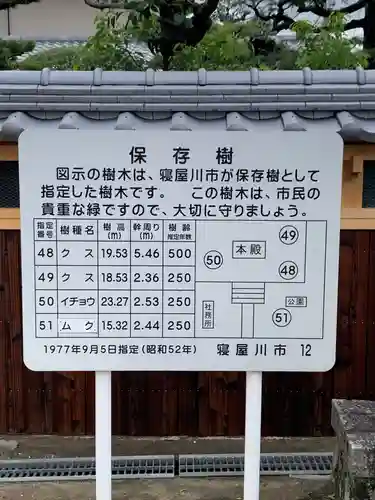 保存樹
図示の樹木は、寝屋川市が保存樹として
指定した樹木です。 この樹木は、市民の
貴重な緑ですので、大切に守りましょう。
指定番号 樹種名 樹高(m) 幹周り(m) 樹齢 指定年数
48 クス 19.53 5.46 500
49 クス 18.53 2.36 250
50 イチョウ 23.27 2.53 250
51 ムク 15.32 2.44 250
49
本殿
50
48
社務所
公園
51
1977年9月5日指定(昭和52年) 寝屋川市 12